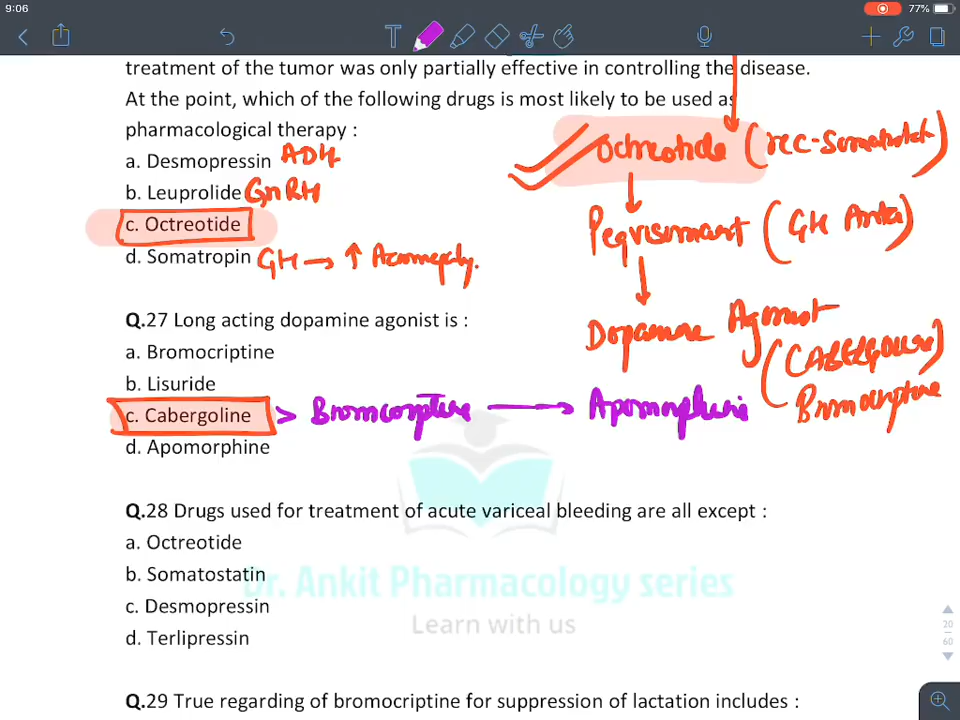 9:06
77%
treatment of the tumor was only partially effective in controlling the disease.
At the point, which of the following drugs is most likely to be used as
pharmacological therapy :
a. Desmopressin ADH
b. Leuprolide GnRH
c. Octreotide
d. Somatropin GH → ↑ Acromegaly.
Octreotide
↓
(GH Anta)
↓
Dopamine Agonist
Q.27 Long acting dopamine agonist is :
a. Bromocriptine
b. Lisuride
c. Cabergoline >
d. Apomorphine
Q.28 Drugs used for treatment of acute variceal bleeding are all except :
a. Octreotide
b. Somatostatin
c. Desmopressin
d. Terlipressin
Dr. Ankit Pharmacology series
Learn with us
20
60
Q.29 True regarding of bromocriptine for suppression of lactation includes :